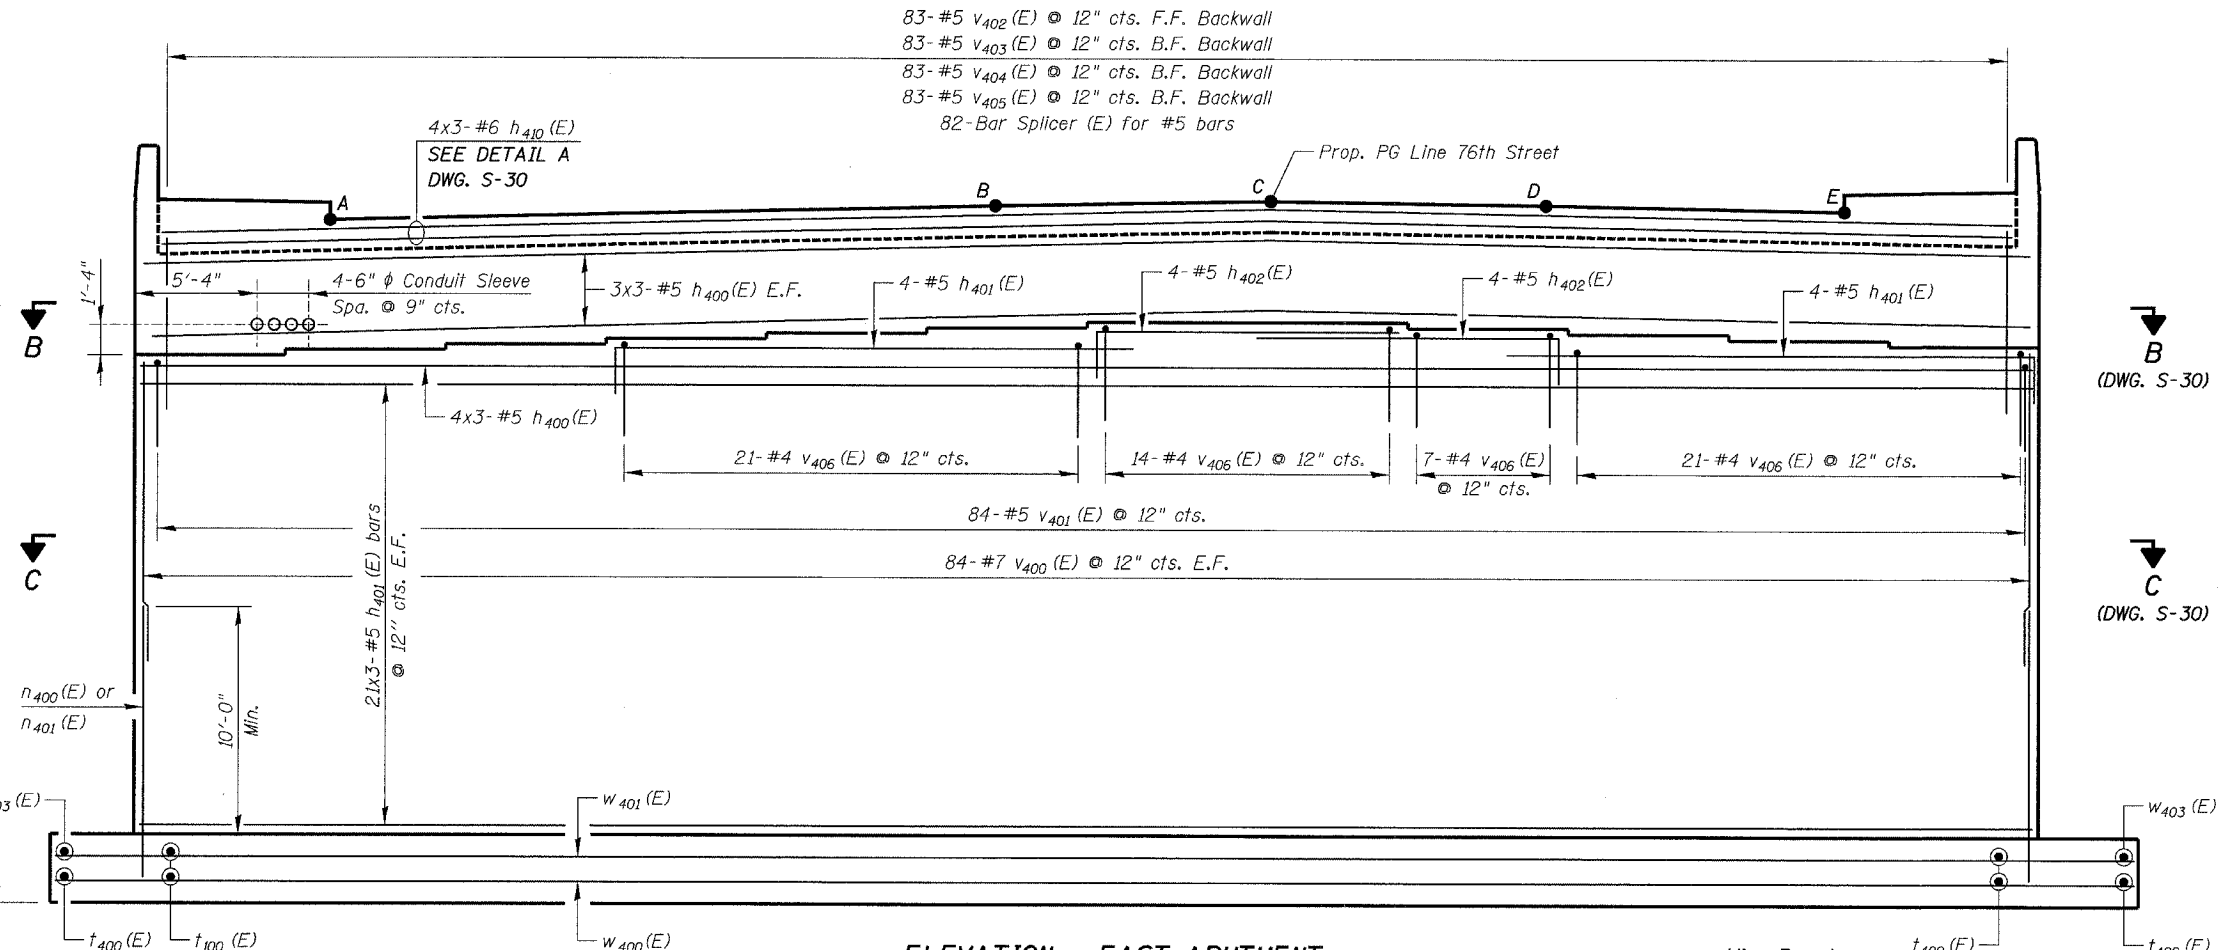 83-#5 v402(E) @ 12" cts. F.F. Backwall
83-#5 v403(E) @ 12" cts. B.F. Backwall
83-#5 v404(E) @ 12" cts. B.F. Backwall
83-#5 v405(E) @ 12" cts. B.F. Backwall
82-Bar Splicer (E) for #5 bars
4x3-#6 h410(E)
SEE DETAIL A
DWG. S-30
Prop. PG Line 76th Street
A
B
C
D
E
1'-4"
5'-4"
4-6" ϕ Conduit Sleeve
Spa. @ 9" cts.
3x3-#5 h400(E) E.F.
4-#5 h401(E)
4-#5 h402(E)
4-#5 h402(E)
4-#5 h401(E)
B
B
(DWG. S-30)
4x3-#5 h400(E)
21-#4 v406(E) @ 12" cts.
14-#4 v406(E) @ 12" cts.
7-#4 v406(E)
@ 12" cts.
21-#4 v406(E) @ 12" cts.
84-#5 v401(E) @ 12" cts.
84-#7 v400(E) @ 12" cts. E.F.
C
C
(DWG. S-30)
21x3-#5 h401(E) bars
@ 12" cts. E.F.
n400(E) or
n401(E)
10'-0"
Min.
03(E)
w401(E)
w403(E)
t400(E)
t100(E)
w400(E)